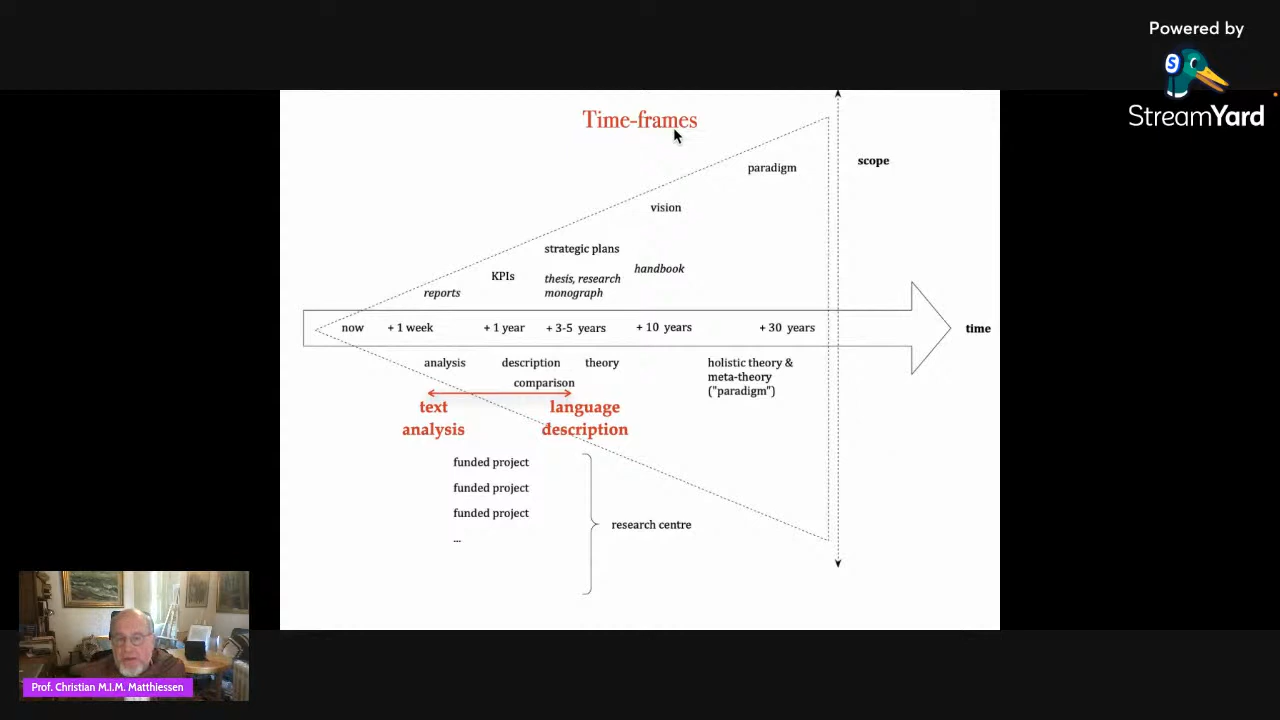 Powered by
S
StreamYard
Time-frames
scope
paradigm
vision
strategic plans
KPIs
thesis, research
monograph
handbook
reports
now + 1 week + 1 year + 3-5 years + 10 years + 30 years
time
analysis description theory
comparison
holistic theory &
meta-theory
("paradigm")
text
analysis
language
description
funded project
funded project
funded project
...
research centre
Prof. Christian M.I.M. Matthiessen